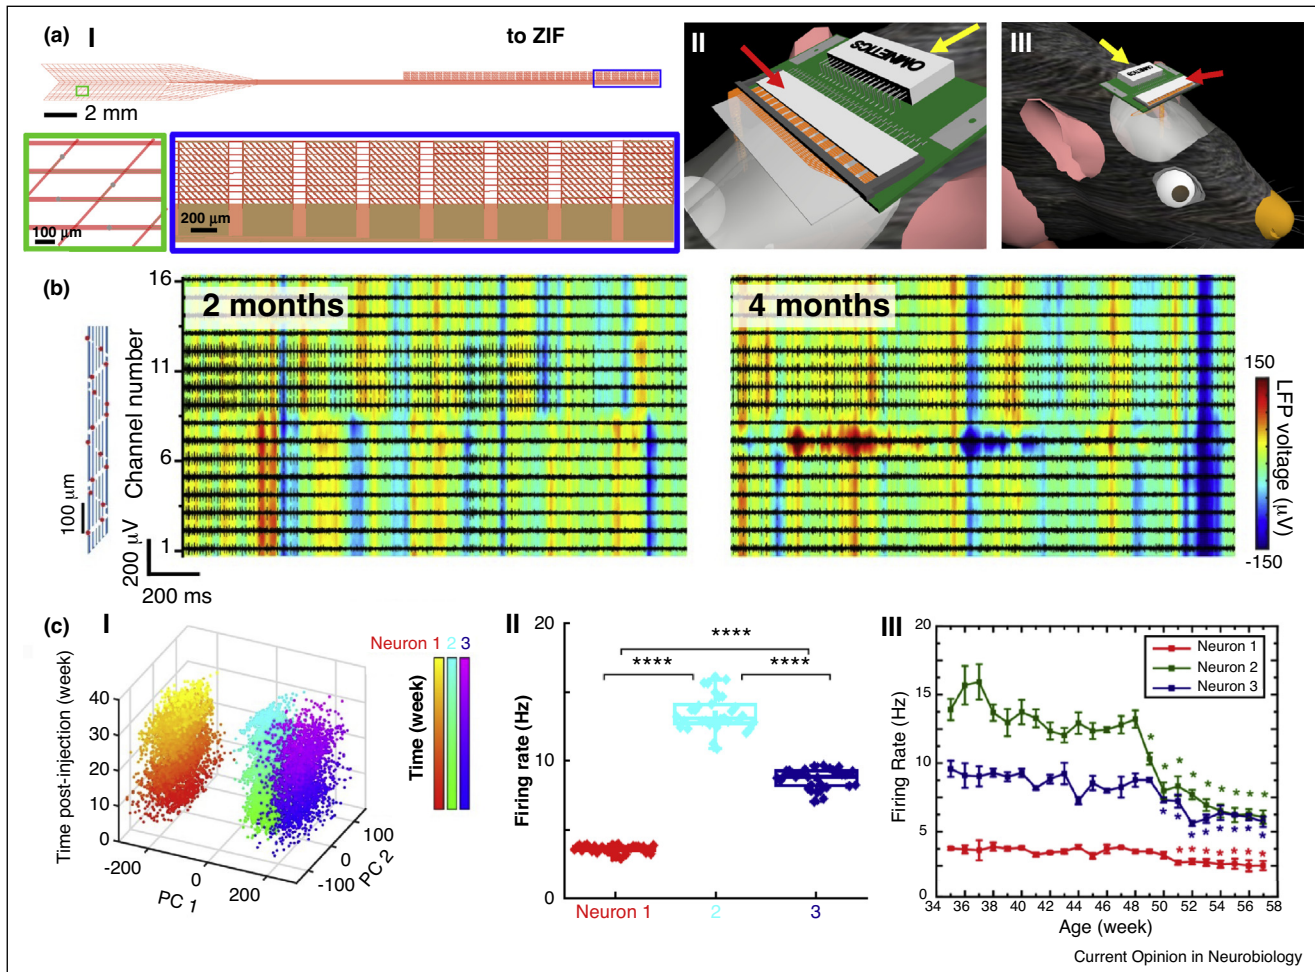 (a) I to ZIF
2 mm
100 μm
200 μm
II
OMNETICS
III
OMNETICS
(b)
100 μm
Channel number
16
11
6
1
200 μV
200 ms
2 months
4 months
150
LFP voltage (μV)
-150
(c) I
Neuron 1 2 3
Time (week)
Time post-injection (week)
40
30
20
10
0
-200 0 200
PC 1
-100 0 100
PC 2
II
Firing rate (Hz)
20
10
0
**** 
**** ****
Neuron 1 2 3
III
Firing Rate (Hz)
20
15
10
5
0
Neuron 1
Neuron 2
Neuron 3
* * * * * * * * *
* * * * * * * *
* * * * * * *
34 36 38 40 42 44 46 48 50 52 54 56 58
Age (week)
Current Opinion in Neurobiology